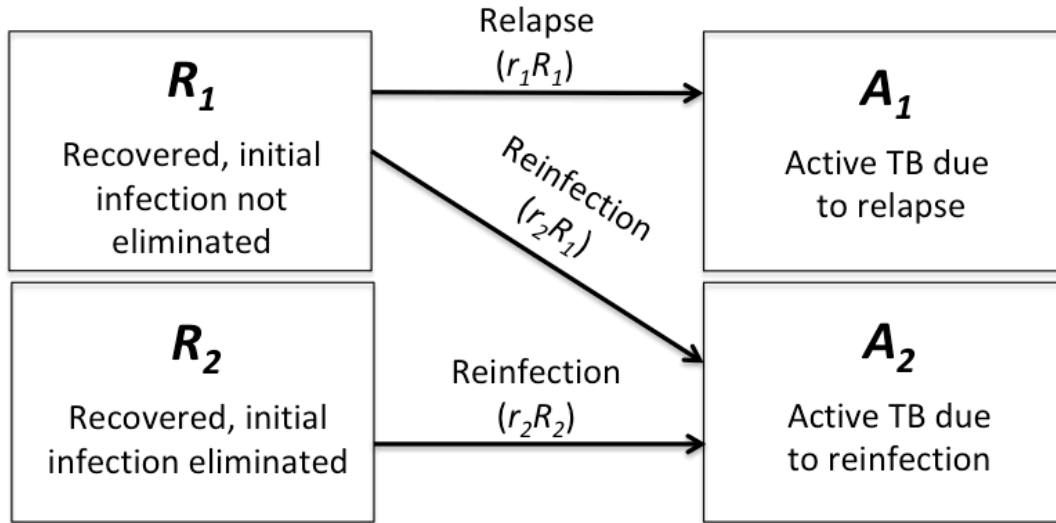 R₁
Recovered, initial
infection not
eliminated
Relapse
(r₁R₁)
A₁
Active TB due
to relapse
Reinfection
(r₂R₁)
R₂
Recovered, initial
infection eliminated
Reinfection
(r₂R₂)
A₂
Active TB due
to reinfection